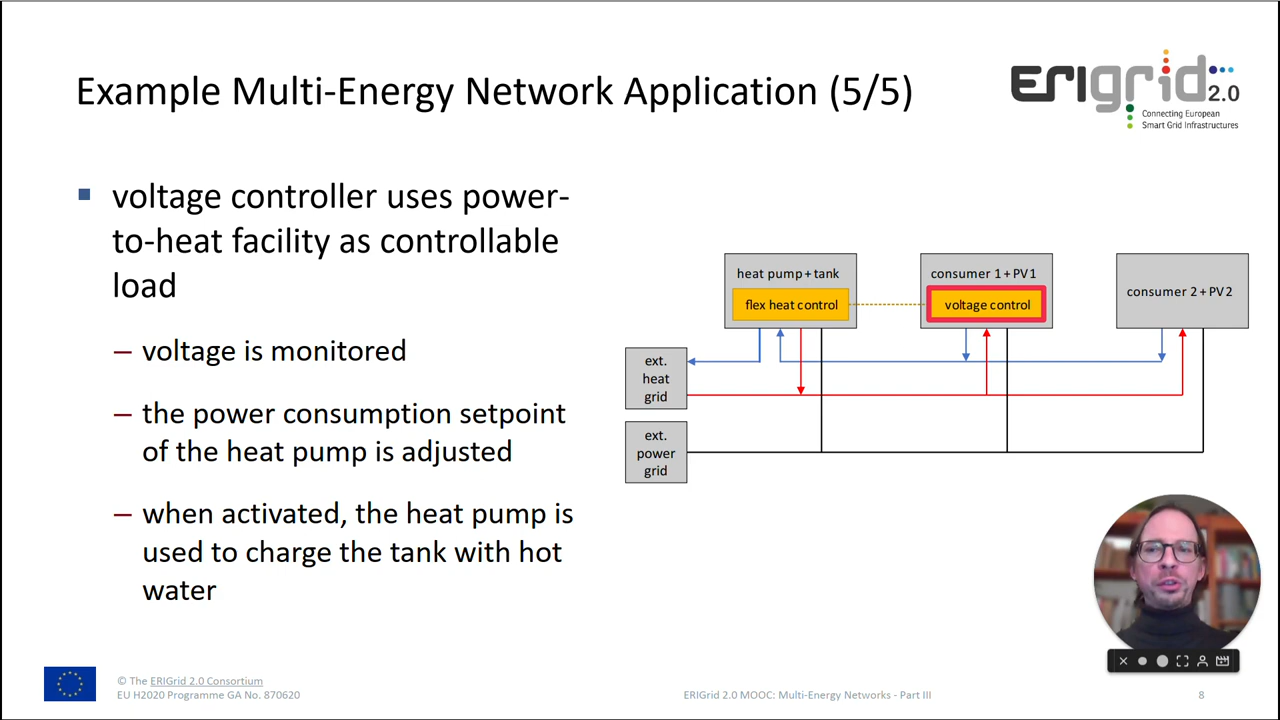 Example Multi-Energy Network Application (5/5)
ERIGrid 2.0
Connecting European
Smart Grid Infrastructures
voltage controller uses power-
to-heat facility as controllable
load
– voltage is monitored
– the power consumption setpoint
of the heat pump is adjusted
– when activated, the heat pump is
used to charge the tank with hot
water
heat pump + tank
flex heat control
consumer 1 + PV1
voltage control
consumer 2 + PV2
ext.
heat
grid
ext.
power
grid
© The ERIGrid 2.0 Consortium
EU H2020 Programme GA No. 870620
ERIGrid 2.0 MOOC: Multi-Energy Networks - Part III
8